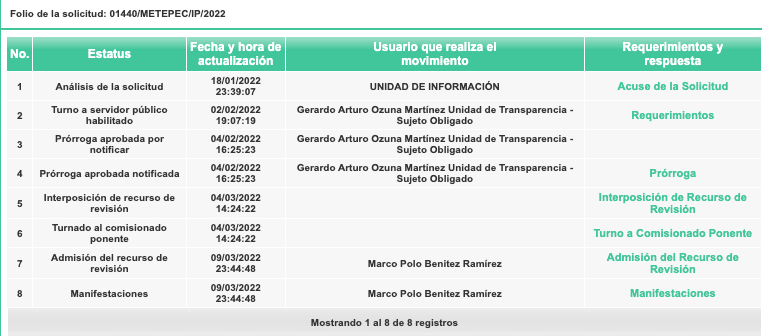 Folio de la solicitud: 01440/METEPEC/IP/2022
No. Estatus Fecha y hora de actualización Usuario que realiza el movimiento Requerimientos y respuesta
1 Análisis de la solicitud 18/01/2022 23:39:07 UNIDAD DE INFORMACIÓN Acuse de la Solicitud
2 Turno a servidor público habilitado 02/02/2022 19:07:19 Gerardo Arturo Ozuna Martínez Unidad de Transparencia - Sujeto Obligado Requerimientos
3 Prórroga aprobada por notificar 04/02/2022 16:25:23 Gerardo Arturo Ozuna Martínez Unidad de Transparencia - Sujeto Obligado
4 Prórroga aprobada notificada 04/02/2022 16:25:23 Gerardo Arturo Ozuna Martínez Unidad de Transparencia - Sujeto Obligado Prórroga
5 Interposición de recurso de revisión 04/03/2022 14:24:22 Interposición de Recurso de Revisión
6 Turnado al comisionado ponente 04/03/2022 14:24:22 Turno a Comisionado Ponente
7 Admisión del recurso de revisión 09/03/2022 23:44:48 Marco Polo Benitez Ramírez Admisión del Recurso de Revisión
8 Manifestaciones 09/03/2022 23:44:48 Marco Polo Benitez Ramírez Manifestaciones
Mostrando 1 al 8 de 8 registros